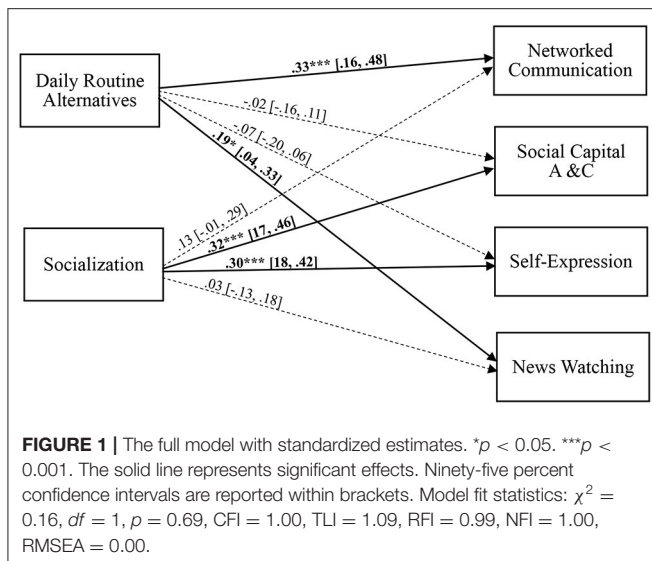 Daily Routine
Alternatives
Socialization
Networked
Communication
Social Capital
A &C
Self-Expression
News Watching
.33*** [.16, .48]
-.02 [-.16, .11]
-.07 [-.20, .06]
.19* [.04, .33]
.13 [-.01, .29]
.32*** [17, .46]
.30*** [18, .42]
.03 [-.13, .18]
FIGURE 1 | The full model with standardized estimates. *p < 0.05. ***p <
0.001. The solid line represents significant effects. Ninety-five percent
confidence intervals are reported within brackets. Model fit statistics: χ² =
0.16, df = 1, p = 0.69, CFI = 1.00, TLI = 1.09, RFI = 0.99, NFI = 1.00,
RMSEA = 0.00.